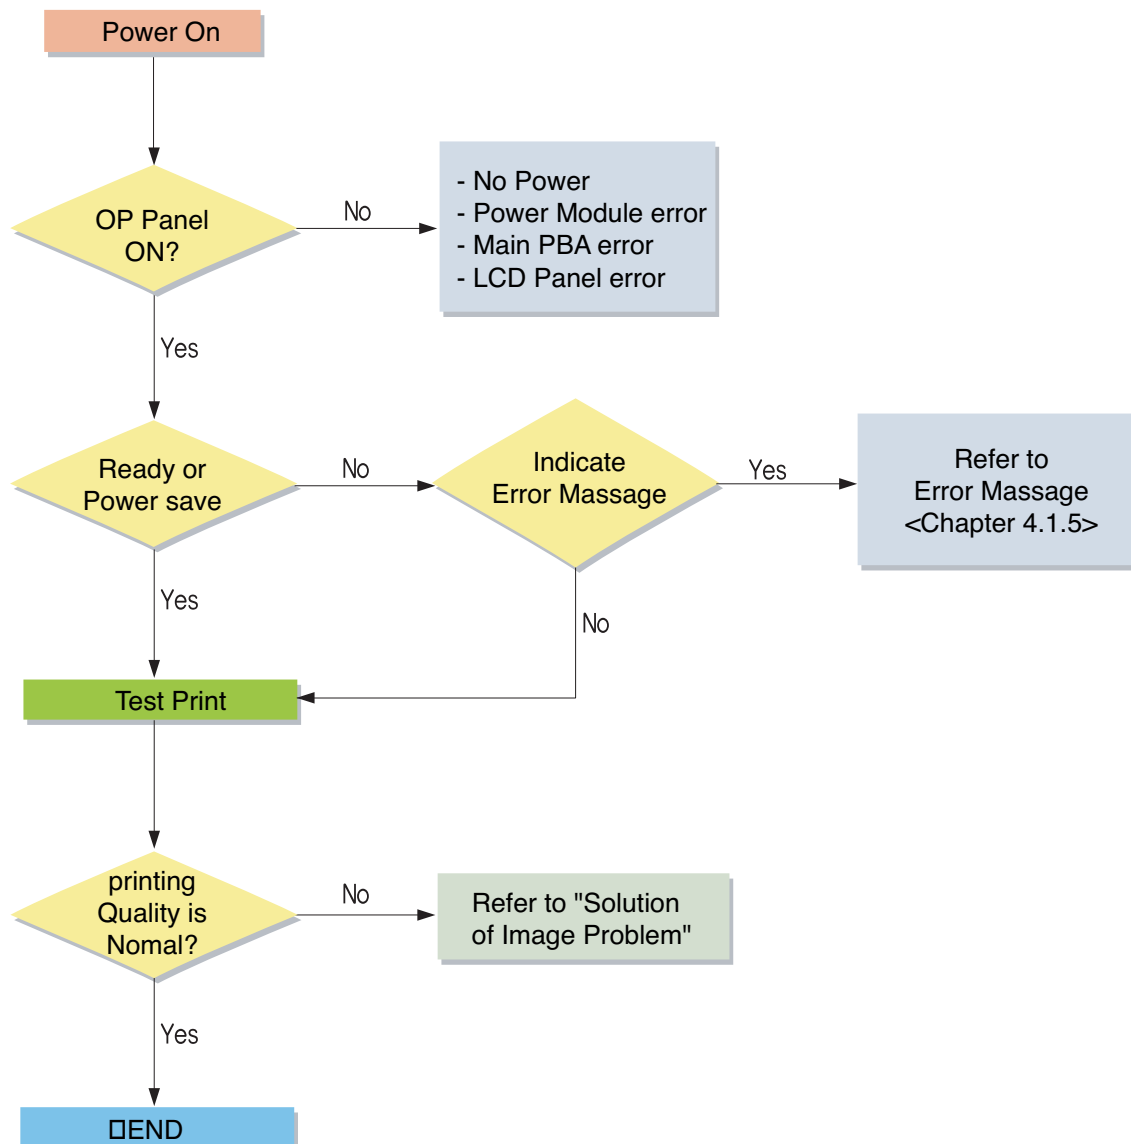 Power On
OP Panel
ON?
No
- No Power
- Power Module error
- Main PBA error
- LCD Panel error
Yes
Ready or
Power save
No
Indicate
Error Massage
Yes
Refer to
Error Massage
<Chapter 4.1.5>
Yes
No
Test Print
printing
Quality is
Nomal?
No
Refer to "Solution
of Image Problem"
Yes
□END